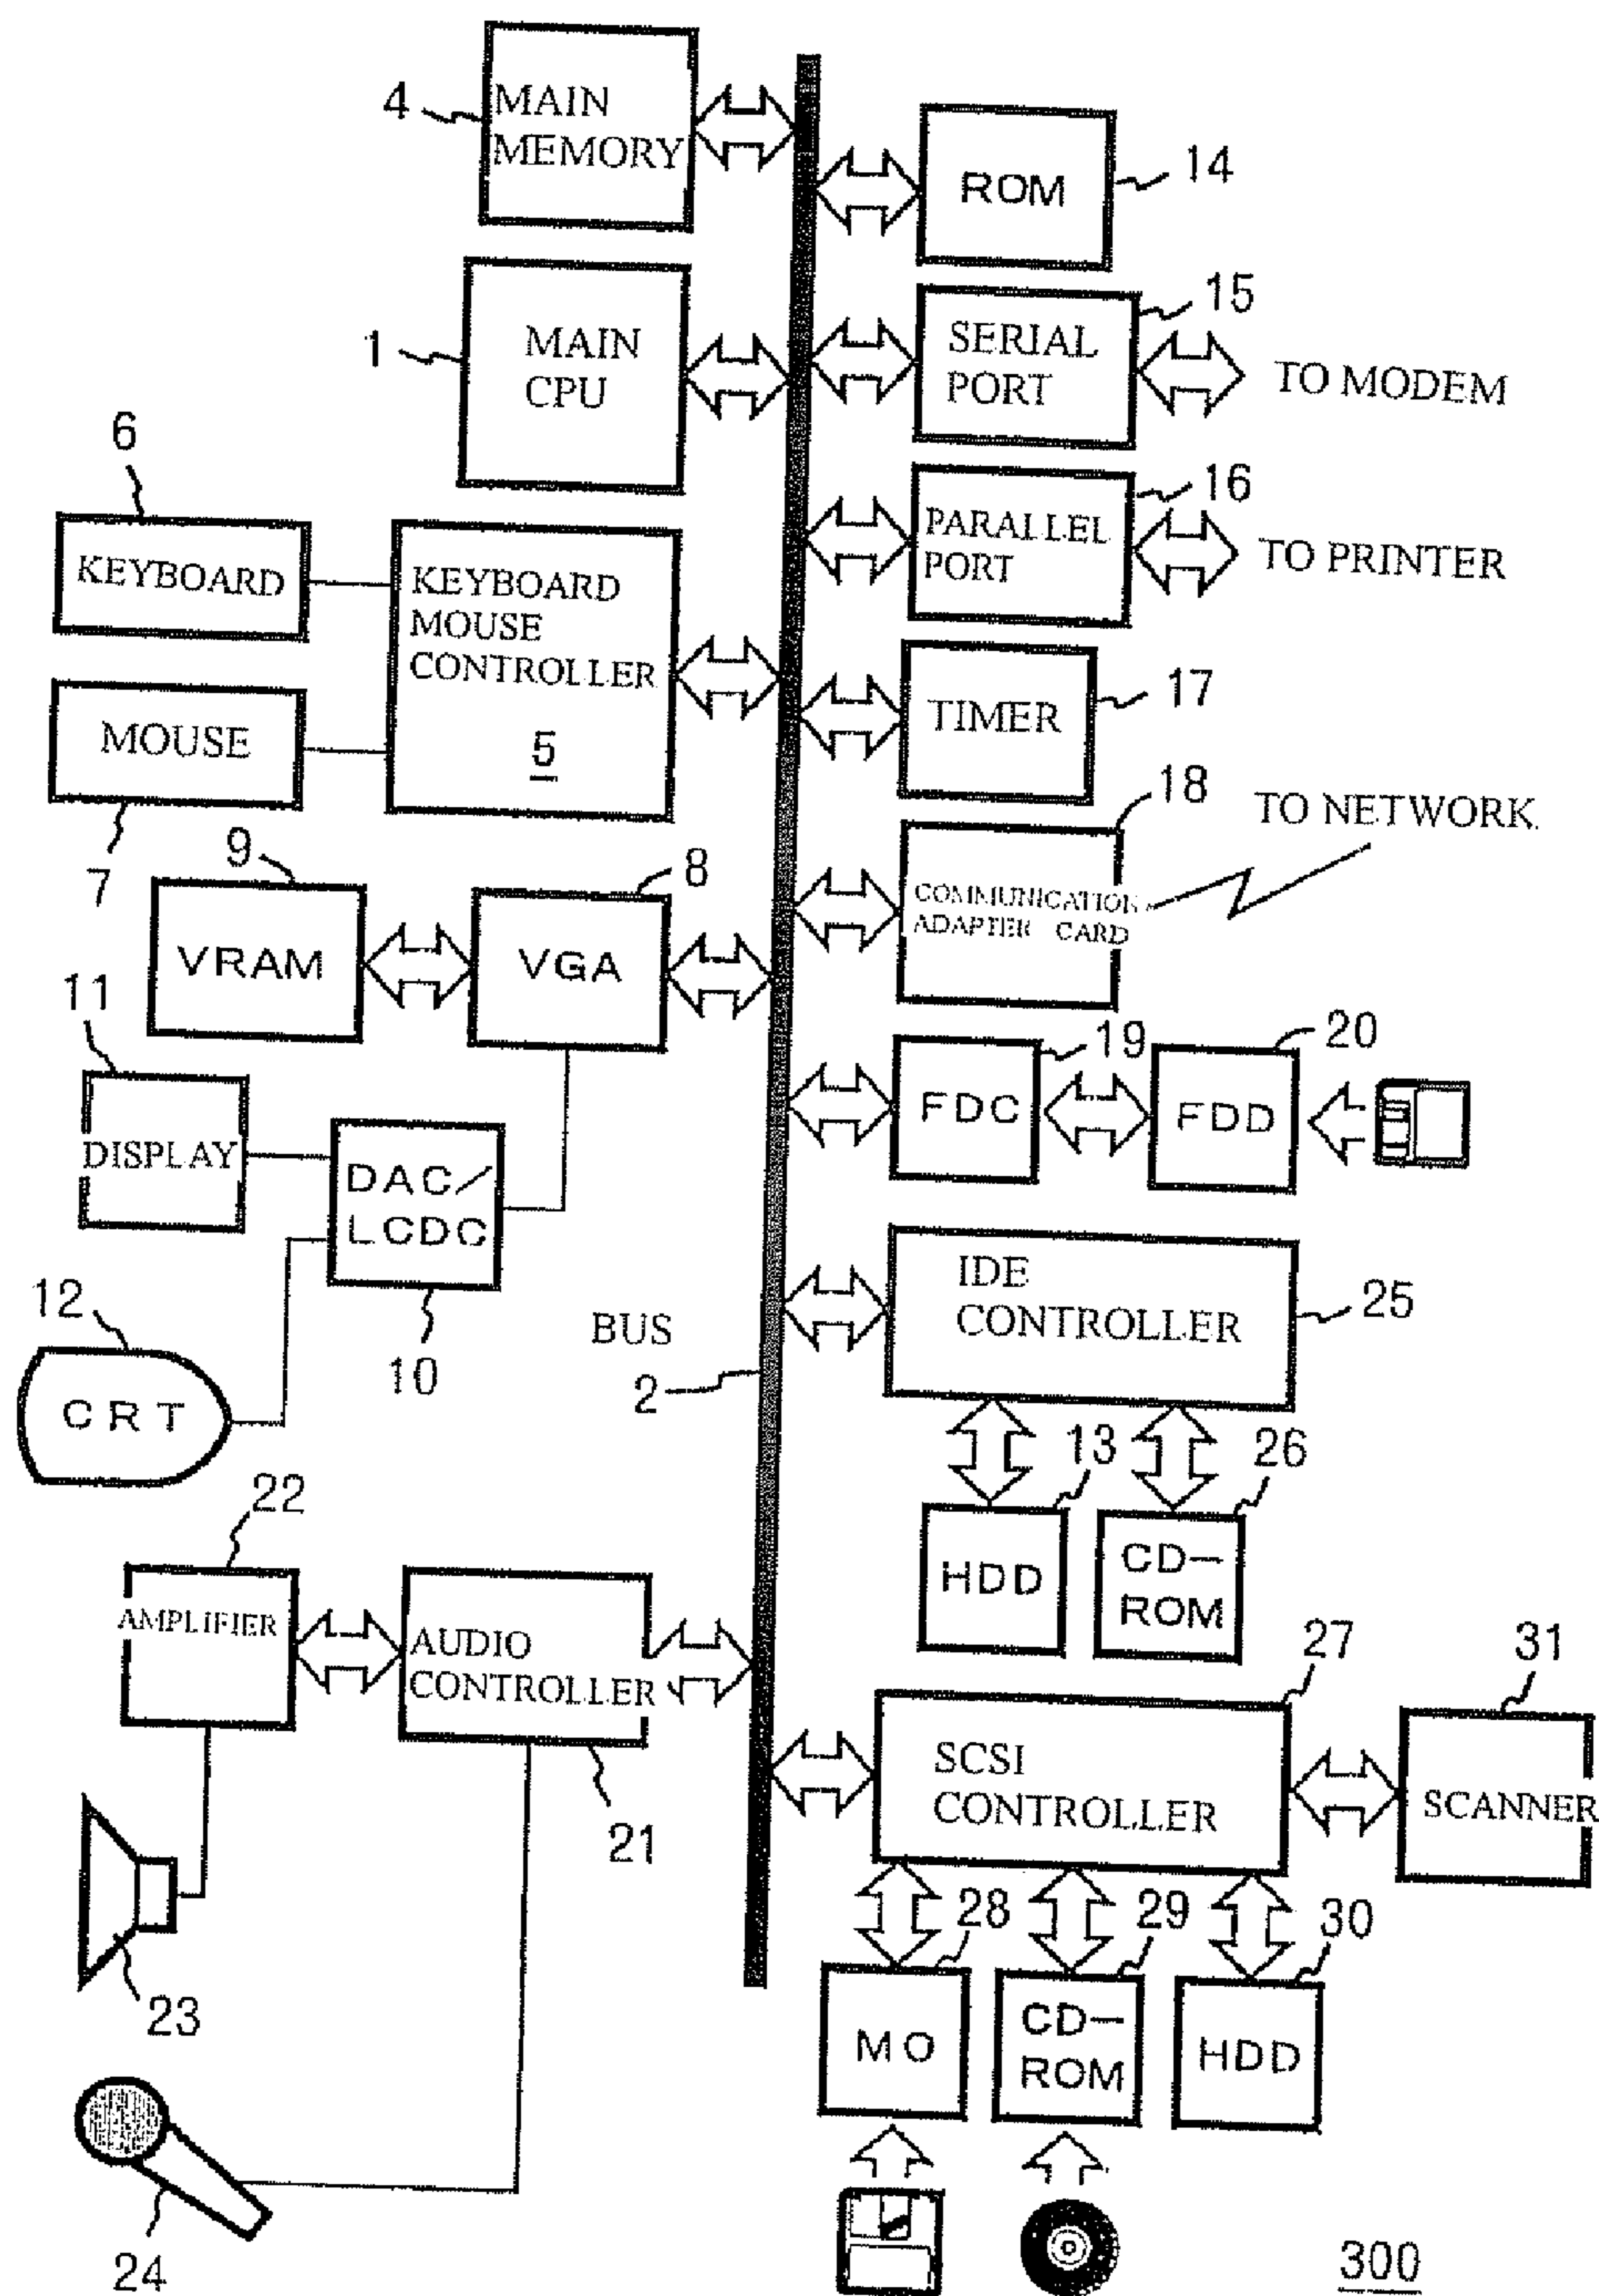 4
MAIN
MEMORY
ROM
14
1
MAIN
CPU
15
SERIAL
PORT
TO MODEM
6
KEYBOARD
KEYBOARD
MOUSE
CONTROLLER
5
16
PARALLEL
PORT
TO PRINTER
MOUSE
7
TIMER
17
9
VRAM
8
VGA
18
TO NETWORK
COMMUNICATION
ADAPTER CARD
11
DISPLAY
DAC/
LCDC
10
19
FDC
20
FDD
12
CRT
BUS
2
IDE
CONTROLLER
25
13
HDD
26
CD-
ROM
22
AMPLIFIER
AUDIO
CONTROLLER
21
27
SCSI
CONTROLLER
31
SCANNER
23
28
MO
29
CD-
ROM
30
HDD
24
300